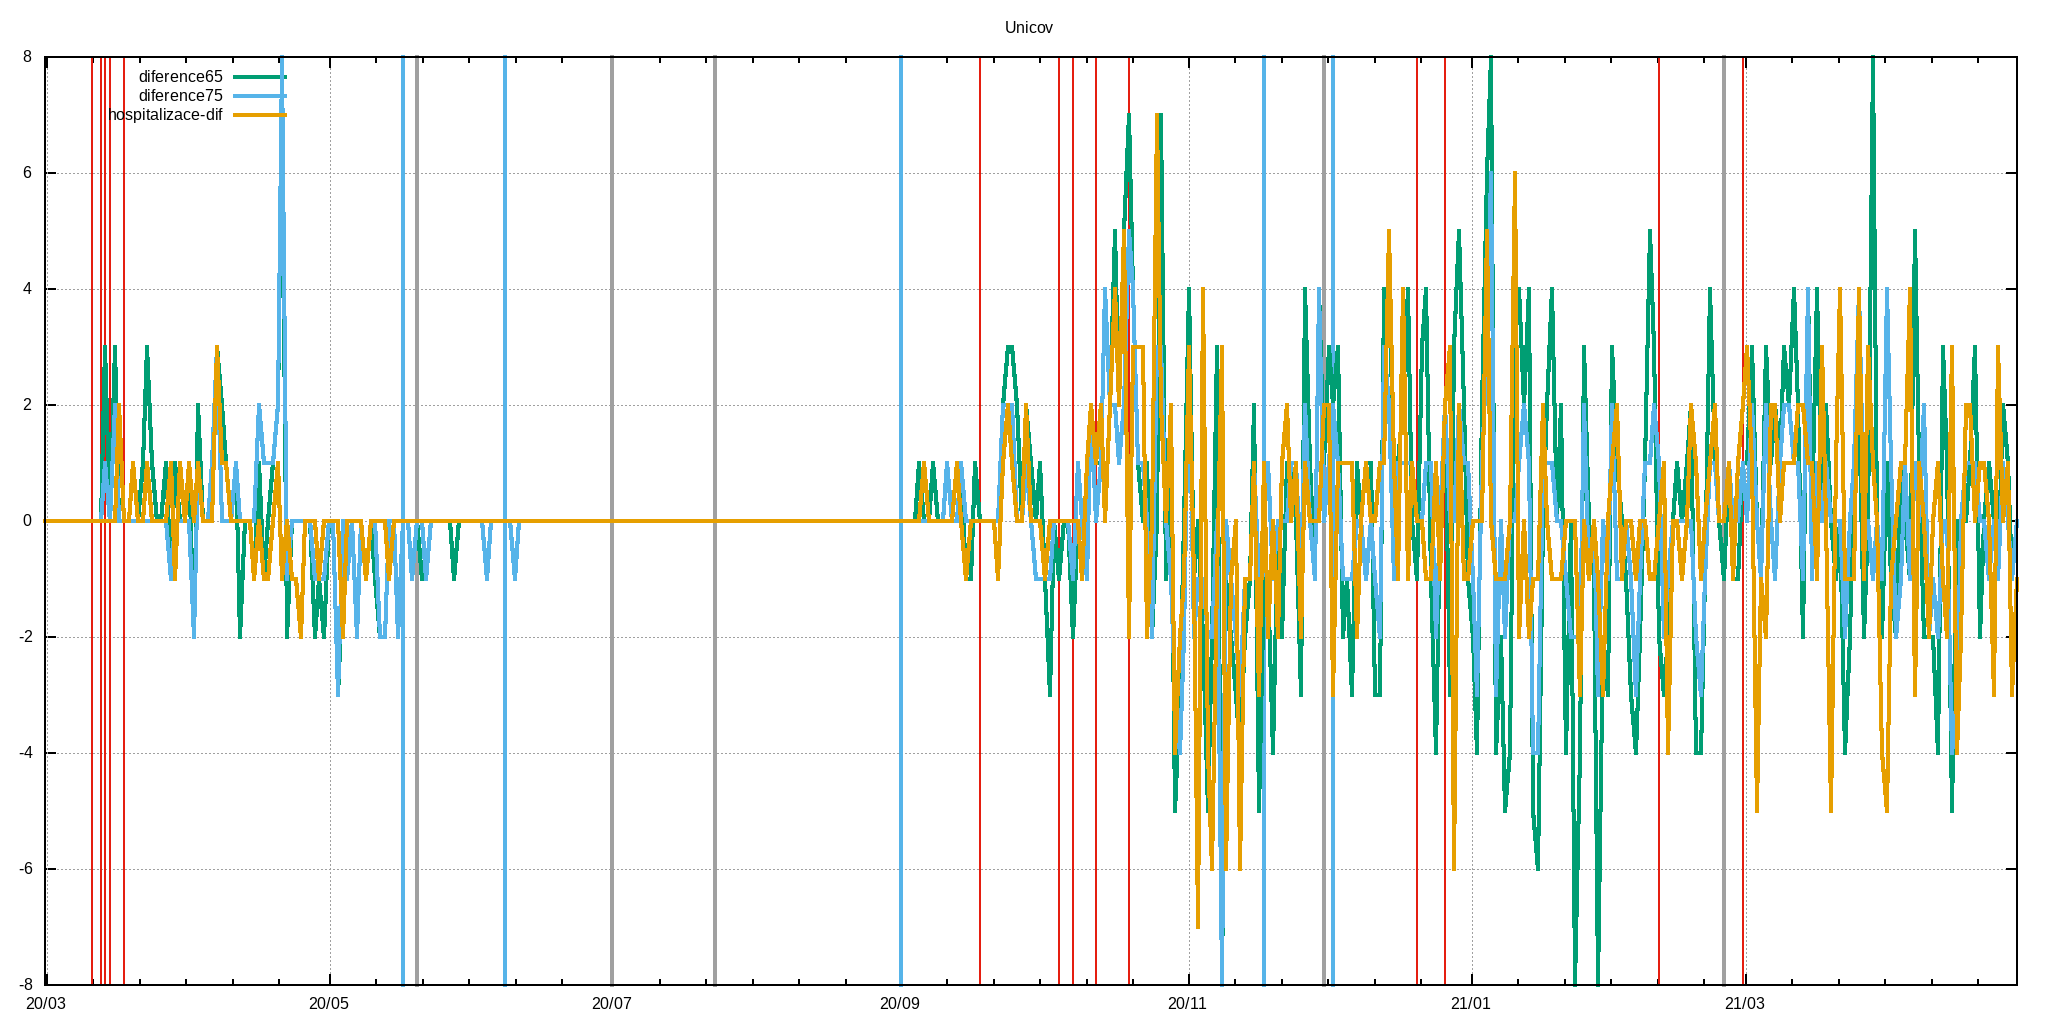 Unicov
diference65
diference75
hospitalizace-dif
8
6
4
2
0
-2
-4
-6
-8
20/03 20/05 20/07 20/09 20/11 21/01 21/03